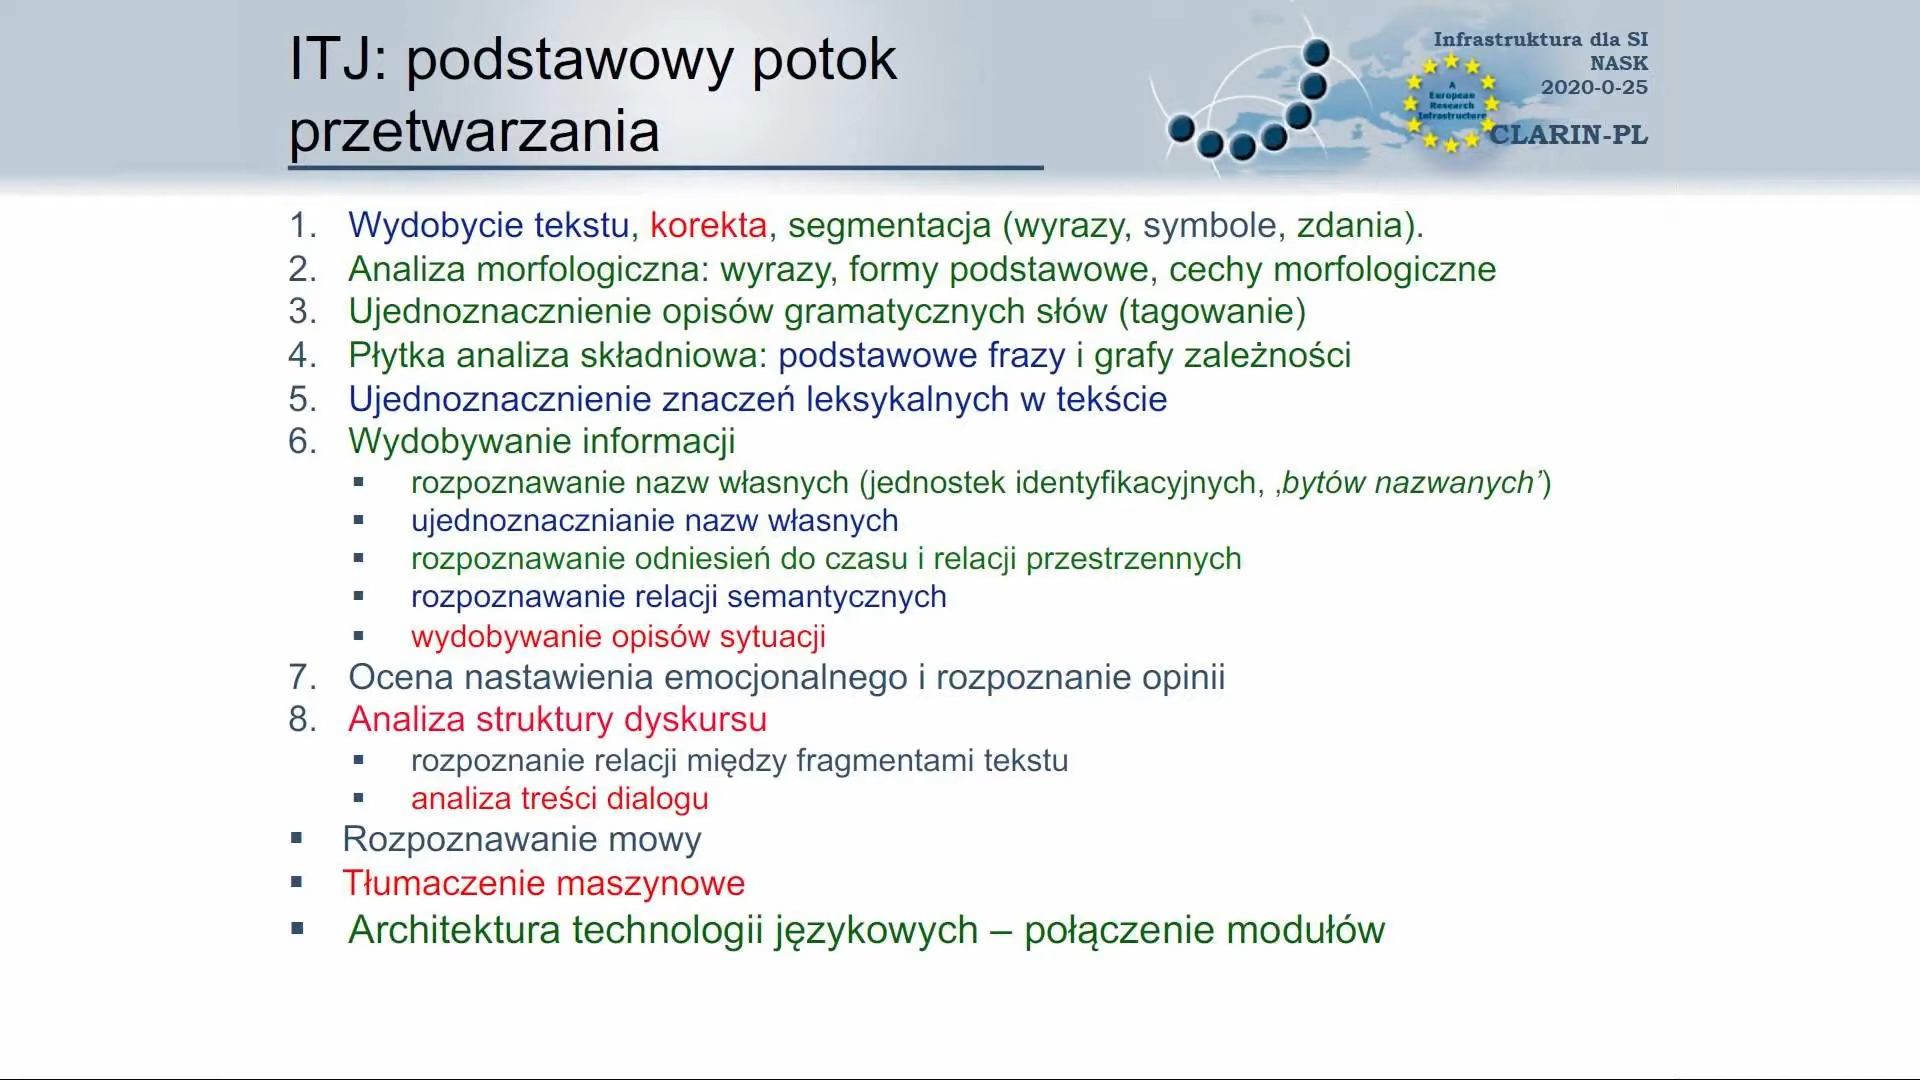 ITJ: podstawowy potok
przetwarzania
Infrastruktura dla SI
NASK
2020-0-25
A
European
Research
Infrastructure
CLARIN-PL
1. Wydobycie tekstu, korekta, segmentacja (wyrazy, symbole, zdania).
2. Analiza morfologiczna: wyrazy, formy podstawowe, cechy morfologiczne
3. Ujednoznacznienie opisów gramatycznych słów (tagowanie)
4. Płytka analiza składniowa: podstawowe frazy i grafy zależności
5. Ujednoznacznienie znaczeń leksykalnych w tekście
6. Wydobywanie informacji
▪ rozpoznawanie nazw własnych (jednostek identyfikacyjnych, ‚bytów nazwanych’)
▪ ujednoznacznianie nazw własnych
▪ rozpoznawanie odniesień do czasu i relacji przestrzennych
▪ rozpoznawanie relacji semantycznych
▪ wydobywanie opisów sytuacji
7. Ocena nastawienia emocjonalnego i rozpoznanie opinii
8. Analiza struktury dyskursu
▪ rozpoznanie relacji między fragmentami tekstu
▪ analiza treści dialogu
▪ Rozpoznawanie mowy
▪ Tłumaczenie maszynowe
▪ Architektura technologii językowych – połączenie modułów